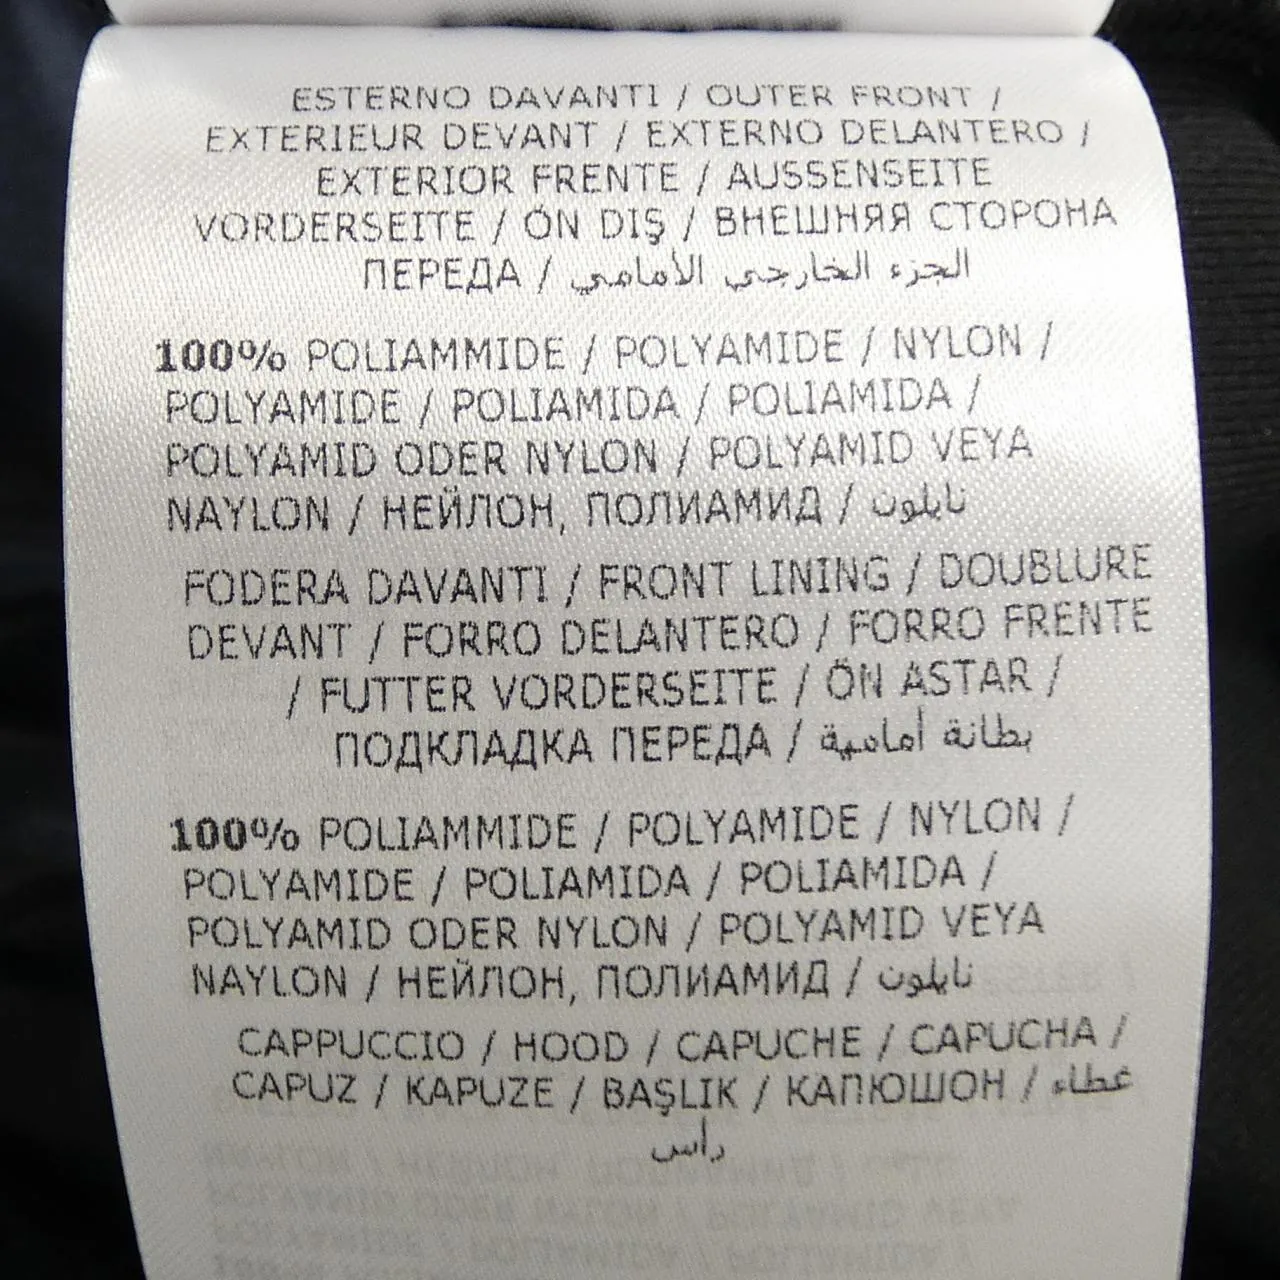 ESTERNO DAVANTI / OUTER FRONT /
EXTERIEUR DEVANT / EXTERNO DELANTERO /
EXTERIOR FRENTE / AUSSENSEITE
VORDERSEITE / ÖN DIŞ / ВНЕШНЯЯ СТОРОНА
ПЕРЕДА / الجزء الخارجي الأمامي
100% POLIAMMIDE / POLYAMIDE / NYLON /
POLYAMIDE / POLIAMIDA / POLIAMIDA /
POLYAMID ODER NYLON / POLYAMID VEYA
NAYLON / НЕЙЛОН, ПОЛИАМИД / نايلون
FODERA DAVANTI / FRONT LINING / DOUBLURE
DEVANT / FORRO DELANTERO / FORRO FRENTE
/ FUTTER VORDERSEITE / ÖN ASTAR /
ПОДКЛАДКА ПЕРЕДА / بطانة أمامية
100% POLIAMMIDE / POLYAMIDE / NYLON /
POLYAMIDE / POLIAMIDA / POLIAMIDA /
POLYAMID ODER NYLON / POLYAMID VEYA
NAYLON / НЕЙЛОН, ПОЛИАМИД / نايلون
CAPPUCCIO / HOOD / CAPUCHE / CAPUCHA /
CAPUZ / KAPUZE / BAŞLIK / КАПЮШОН / غطاء
رأس